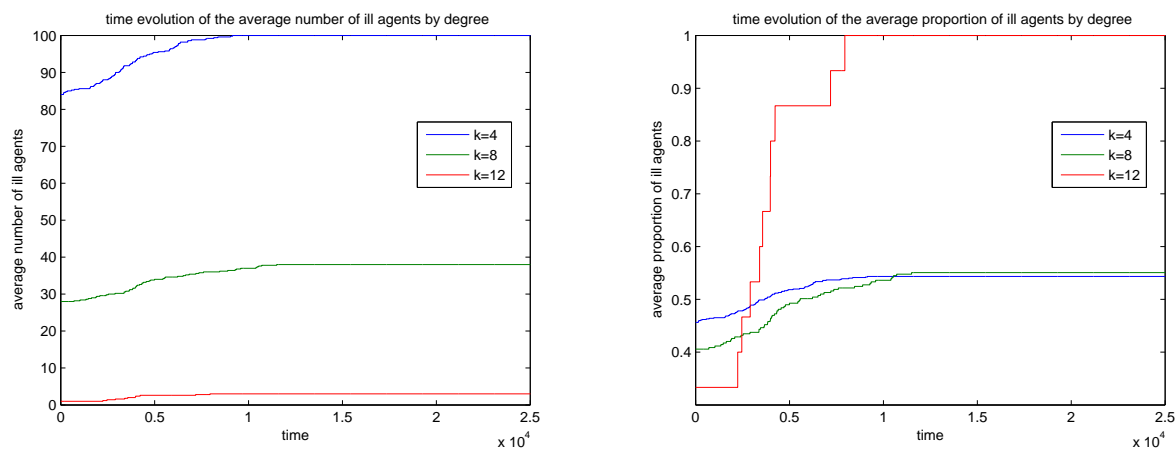 time evolution of the average number of ill agents by degree
100
90
80
70
60
50
40
30
20
10
0
average number of ill agents
k=4
k=8
k=12
0
0.5
1
1.5
2
2.5
time
x 10^4
time evolution of the average proportion of ill agents by degree
1
0.9
0.8
0.7
0.6
0.5
0.4
average proportion of ill agents
k=4
k=8
k=12
0
0.5
1
1.5
2
2.5
time
x 10^4